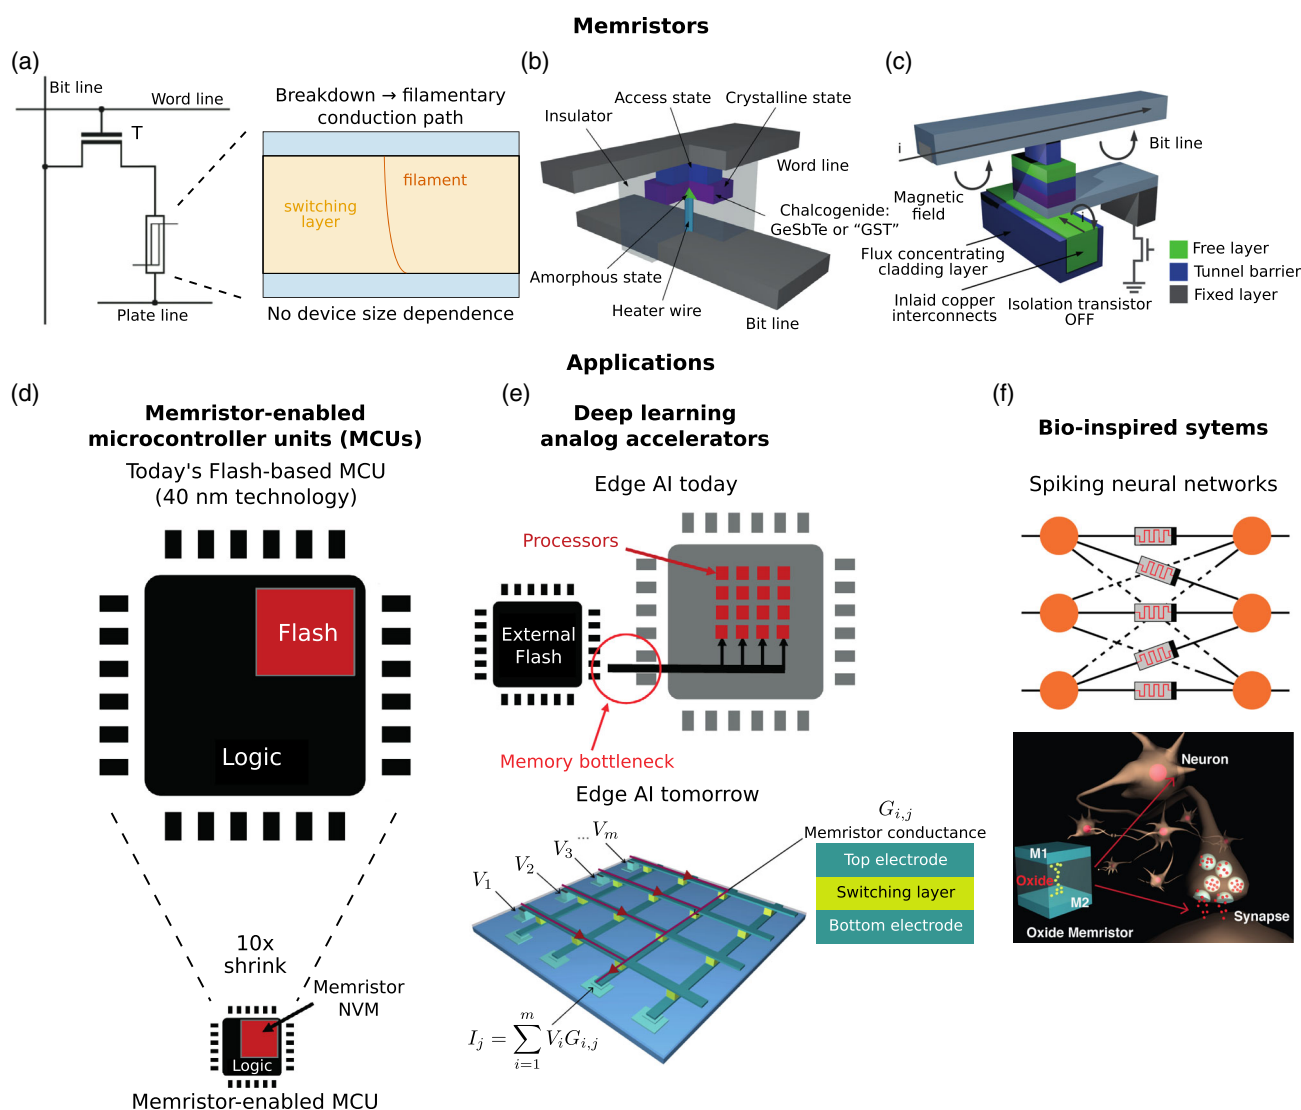 Memristors
(a)
Bit line
Word line
T
Plate line
Breakdown → filamentary
conduction path
switching
layer
filament
No device size dependence
(b)
Access state
Crystalline state
Insulator
Word line
Chalcogenide:
GeSbTe or “GST”
Amorphous state
Heater wire
Bit line
(c)
i
Bit line
Magnetic
field
i
Flux concentrating
cladding layer
Inlaid copper
interconnects
Isolation transistor
OFF
Free layer
Tunnel barrier
Fixed layer
Applications
(d)
Memristor-enabled
microcontroller units (MCUs)
Today's Flash-based MCU
(40 nm technology)
Flash
Logic
10x
shrink
Memristor
NVM
Logic
Memristor-enabled MCU
(e)
Deep learning
analog accelerators
Edge AI today
Processors
External
Flash
Memory bottleneck
Edge AI tomorrow
V_1
V_2
V_3
...
V_m
G_{i,j}
Memristor conductance
Top electrode
Switching layer
Bottom electrode
I_j = \sum_{i=1}^{m} V_i G_{i,j}
(f)
Bio-inspired sytems
Spiking neural networks
Neuron
M1
Oxide
M2
Synapse
Oxide Memristor